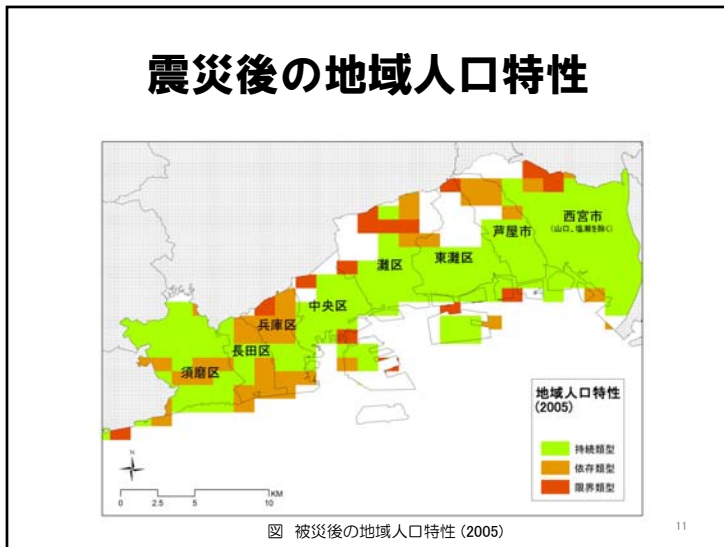 震災後の地域人口特性
西宮市
(山口、塩瀬を除く)
芦屋市
東灘区
灘区
中央区
兵庫区
長田区
須磨区
地域人口特性
(2005)
持続類型
依存類型
限界類型
N
KM
0 2.5 5 10
図 被災後の地域人口特性 (2005)
11